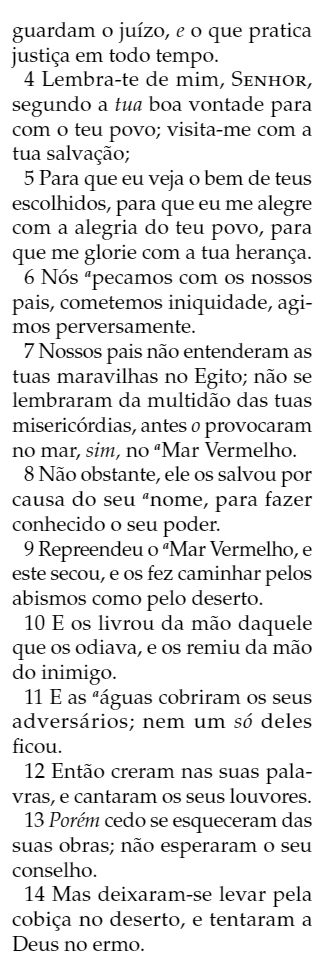 guardam o juízo, e o que pratica
justiça em todo tempo.
4 Lembra-te de mim, SENHOR,
segundo a tua boa vontade para
com o teu povo; visita-me com a
tua salvação;
5 Para que eu veja o bem de teus
escolhidos, para que eu me alegre
com a alegria do teu povo, para
que me glorie com a tua herança.
6 Nós ᵃpecamos com os nossos
pais, cometemos iniquidade, agi-
mos perversamente.
7 Nossos pais não entenderam as
tuas maravilhas no Egito; não se
lembraram da multidão das tuas
misericórdias, antes o provocaram
no mar, sim, no ᵃMar Vermelho.
8 Não obstante, ele os salvou por
causa do seu ᵃnome, para fazer
conhecido o seu poder.
9 Repreendeu o ᵃMar Vermelho, e
este secou, e os fez caminhar pelos
abismos como pelo deserto.
10 E os livrou da mão daquele
que os odiava, e os remiu da mão
do inimigo.
11 E as ᵃáguas cobriram os seus
adversários; nem um só deles
ficou.
12 Então creram nas suas pala-
vras, e cantaram os seus louvores.
13 Porém cedo se esqueceram das
suas obras; não esperaram o seu
conselho.
14 Mas deixaram-se levar pela
cobiça no deserto, e tentaram a
Deus no ermo.